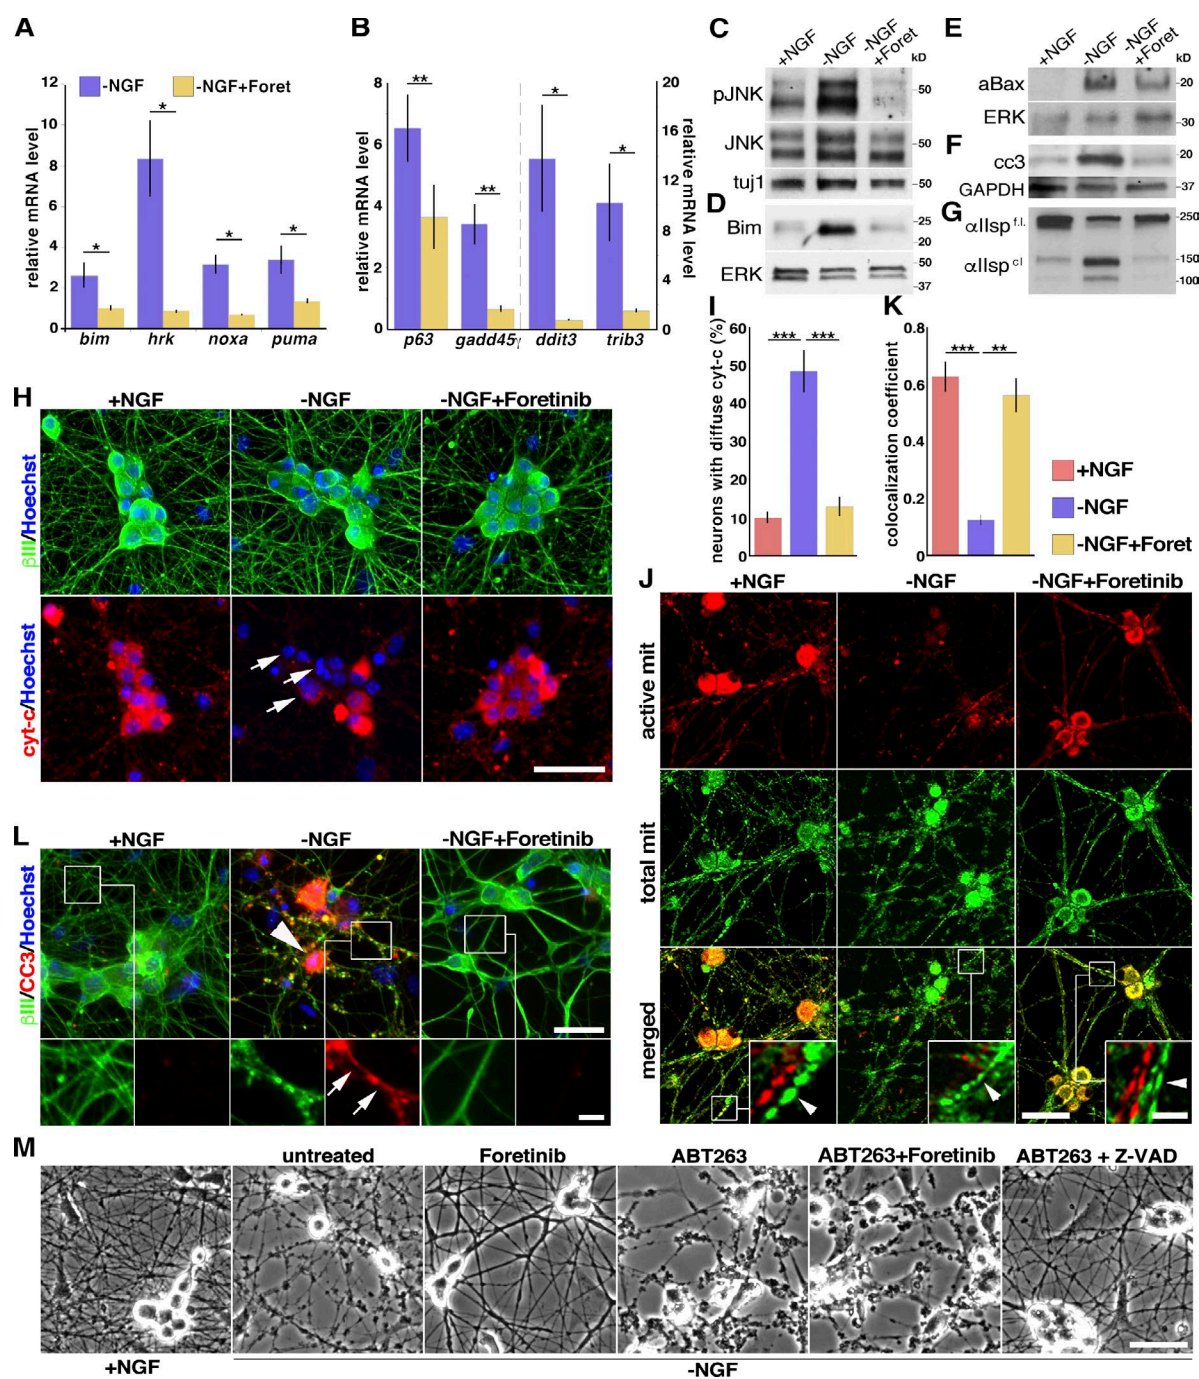 A
12
10
8
6
4
2
0
relative mRNA level
-NGF
-NGF+Foret
*
*
*
*
bim
hrk
noxa
puma
B
8
6
4
2
0
relative mRNA level
**
**
*
*
20
16
12
8
4
0
relative mRNA level
p63
gadd45γ
ddit3
trib3
C
+NGF
-NGF
-NGF
+Foret
kD
pJNK
-50
JNK
-50
tuj1
-50
D
Bim
-25
20
ERK
-50
-37
E
+NGF
-NGF
-NGF
+Foret
kD
aBax
-20
ERK
-30
F
cc3
-20
GAPDH
-37
G
αIIsp f.l.
-250
αIIsp cl
-150
-100
H
+NGF
-NGF
-NGF+Foretinib
βIII/Hoechst
cyt-c/Hoechst
I
neurons with diffuse cyt-c (%)
60
50
40
30
20
10
0
*** ***
K
colocalization coefficient
0.8
0.6
0.4
0.2
0
*** **
+NGF
-NGF
-NGF+Foret
J
+NGF
-NGF
-NGF+Foretinib
active mit
total mit
merged
L
+NGF
-NGF
-NGF+Foretinib
βIII/CC3/Hoechst
M
untreated
Foretinib
ABT263
ABT263+Foretinib
ABT263 + Z-VAD
+NGF
-NGF